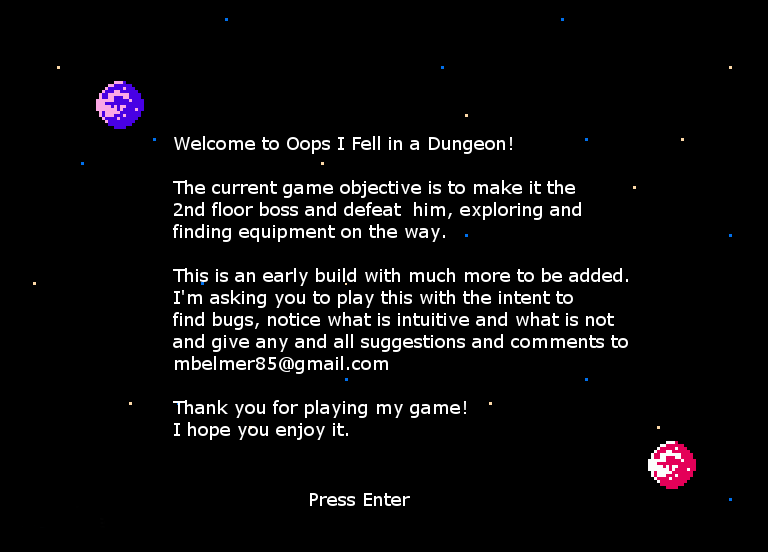 Welcome to Oops I Fell in a Dungeon!
The current game objective is to make it the
2nd floor boss and defeat  him, exploring and
finding equipment on the way.
This is an early build with much more to be added.
I'm asking you to play this with the intent to
find bugs, notice what is intuitive and what is not
and give any and all suggestions and comments to
mbelmer85@gmail.com
Thank you for playing my game!
I hope you enjoy it.
Press Enter